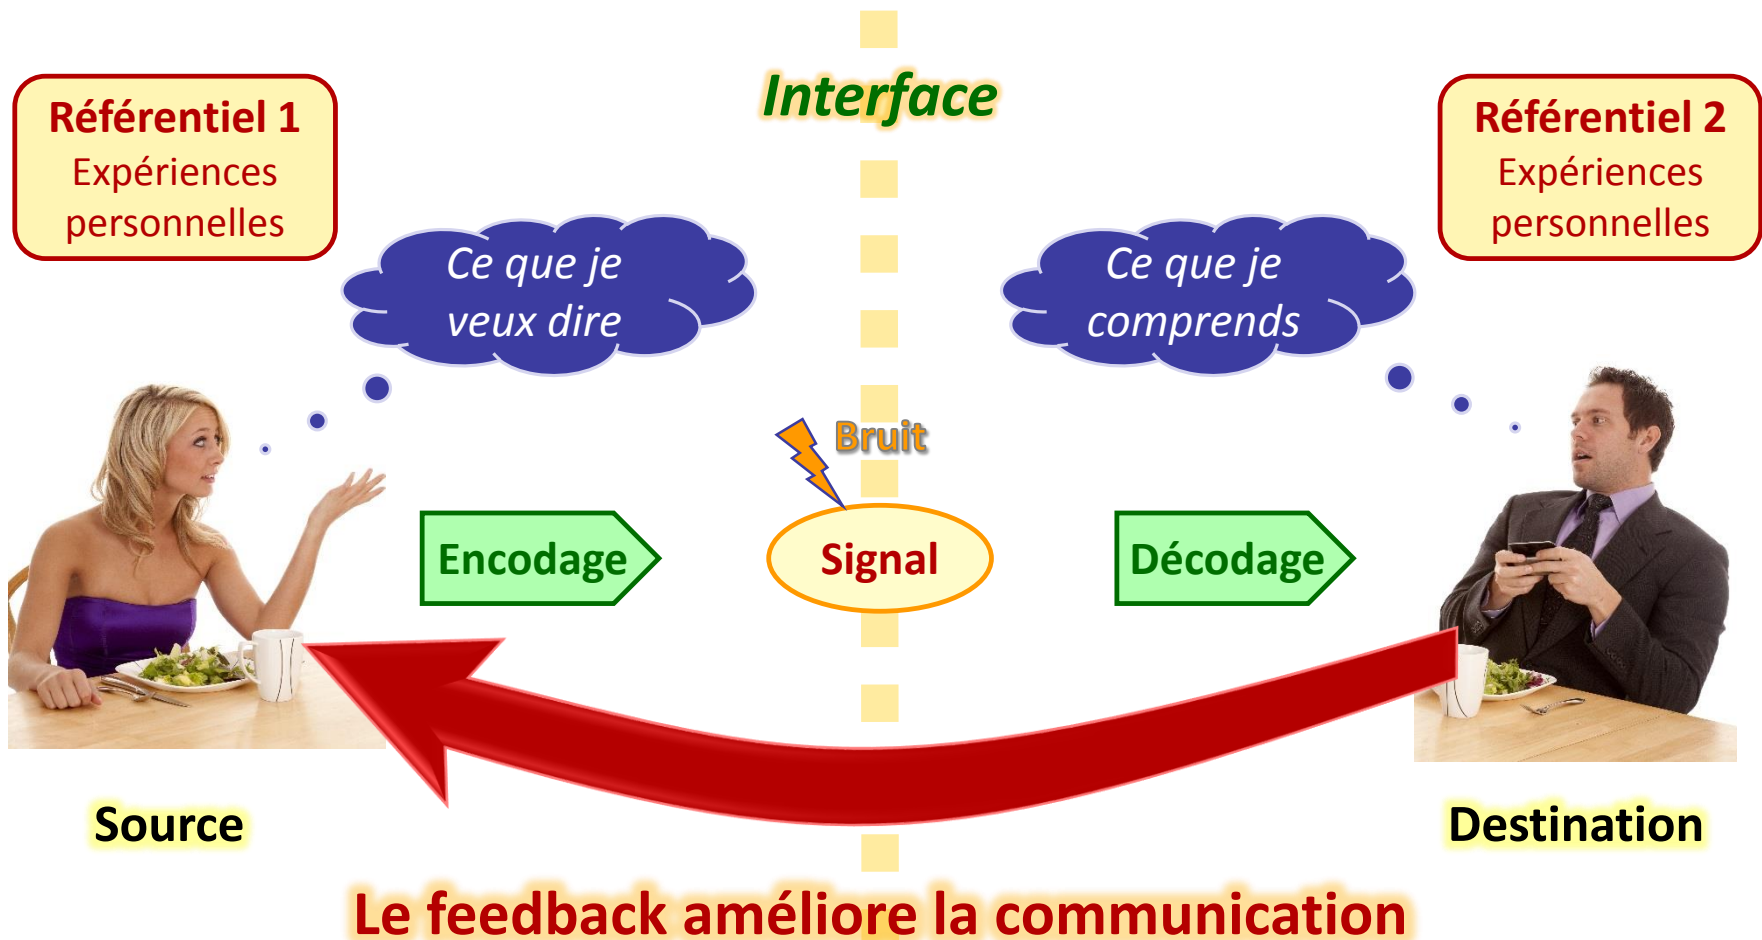 Interface
Référentiel 1
Expériences
personnelles
Référentiel 2
Expériences
personnelles
Ce que je
veux dire
Ce que je
comprends
Bruit
Encodage
Signal
Décodage
Source
Destination
Le feedback améliore la communication